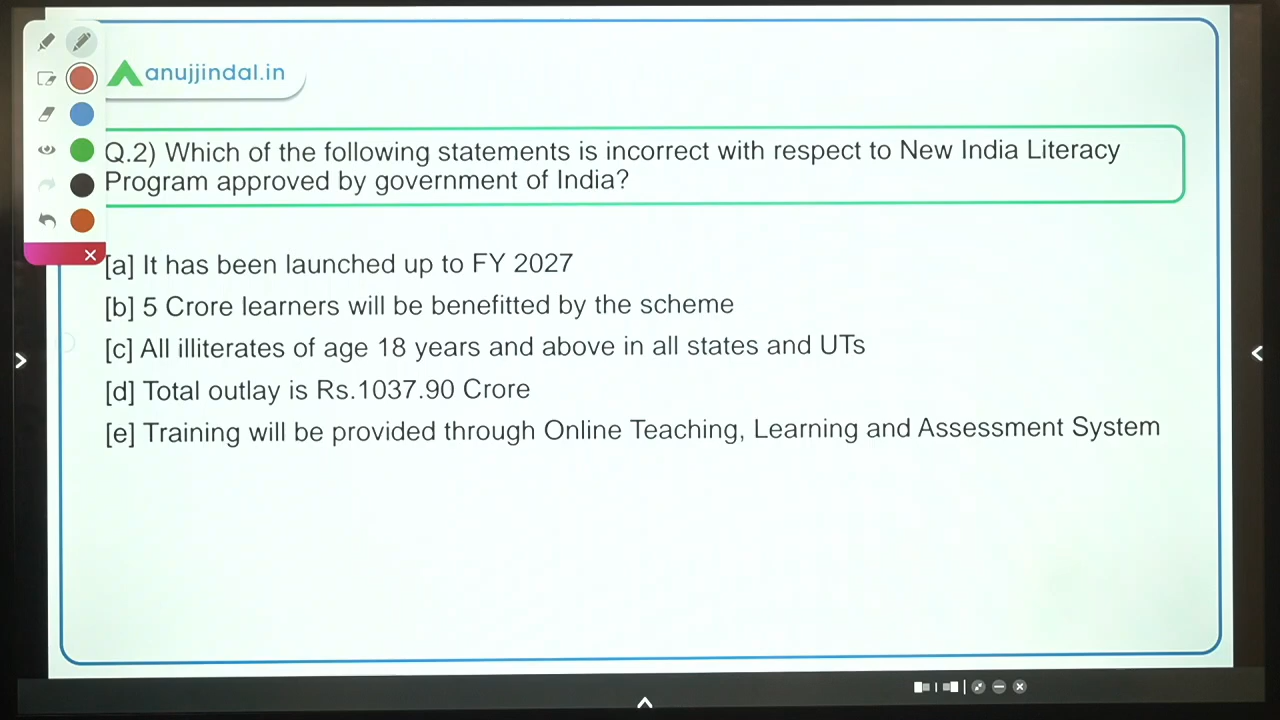 anujjindal.in
Q.2) Which of the following statements is incorrect with respect to New India Literacy
Program approved by government of India?
[a] It has been launched up to FY 2027
[b] 5 Crore learners will be benefitted by the scheme
[c] All illiterates of age 18 years and above in all states and UTs
[d] Total outlay is Rs.1037.90 Crore
[e] Training will be provided through Online Teaching, Learning and Assessment System